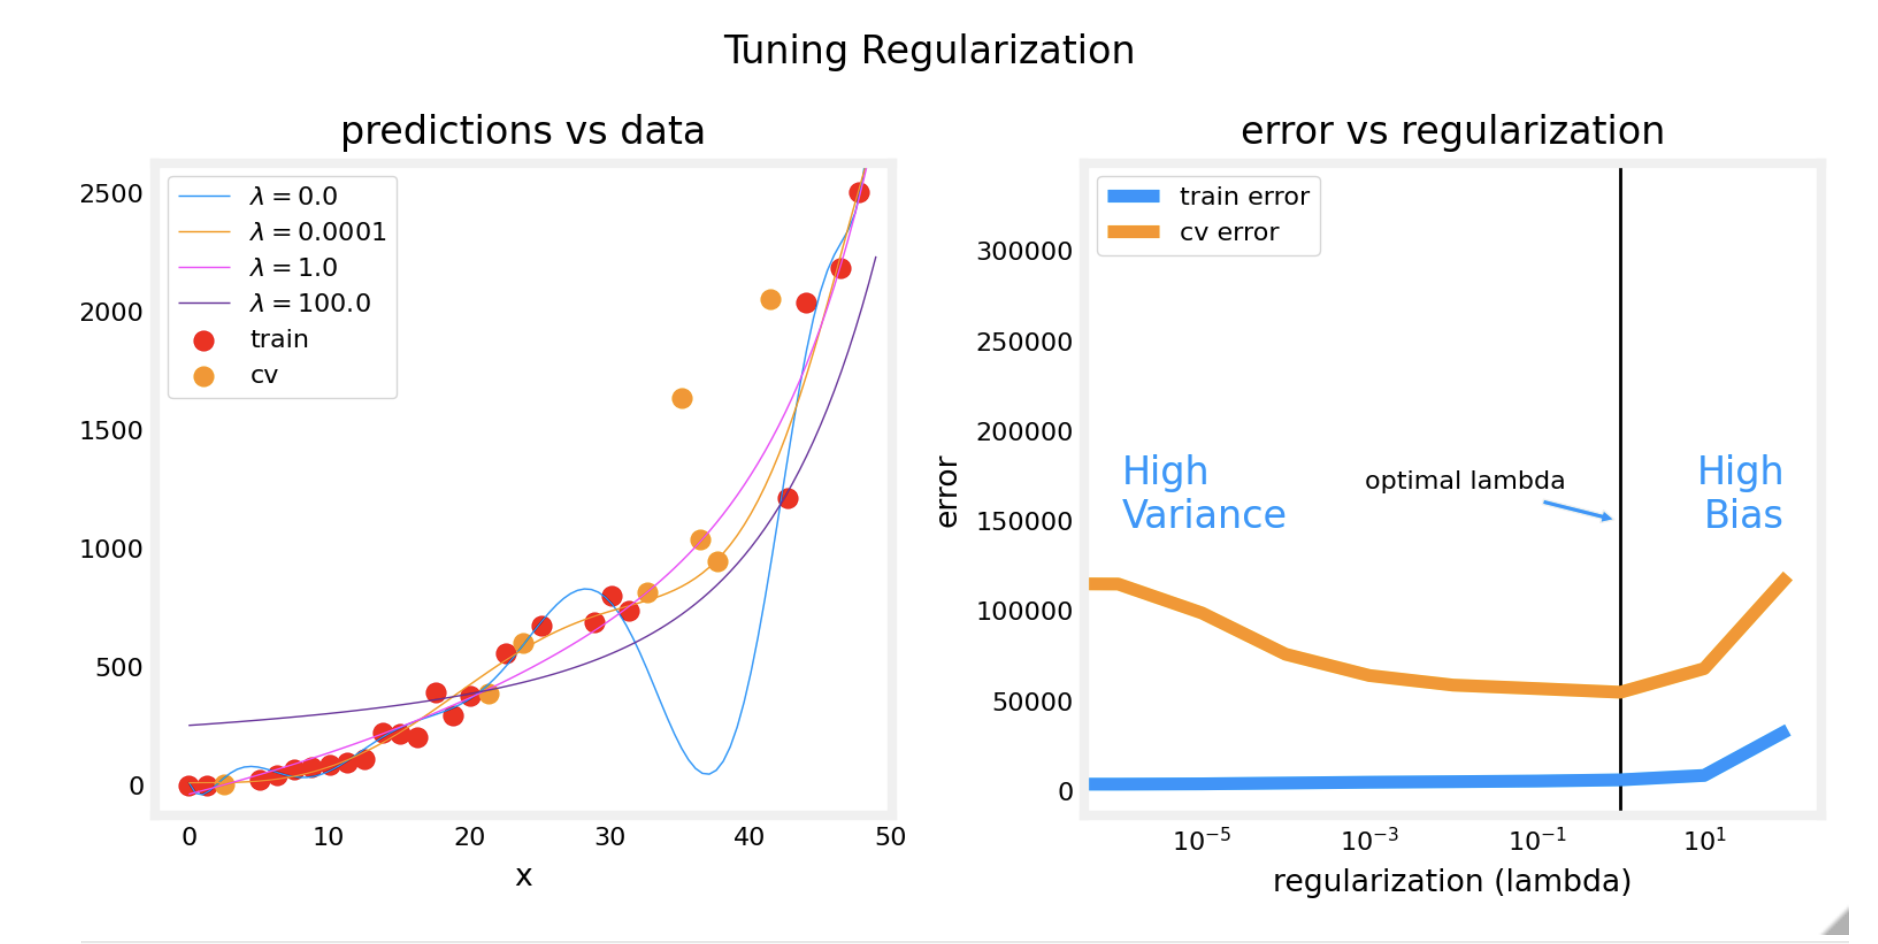 Tuning Regularization
predictions vs data
2500
2000
1500
1000
500
0
λ = 0.0
λ = 0.0001
λ = 1.0
λ = 100.0
train
cv
0 10 20 30 40 50
x
error vs regularization
error
300000
250000
200000
150000
100000
50000
0
train error
cv error
High
Variance
optimal lambda
High
Bias
10⁻⁵ 10⁻³ 10⁻¹ 10¹
regularization (lambda)